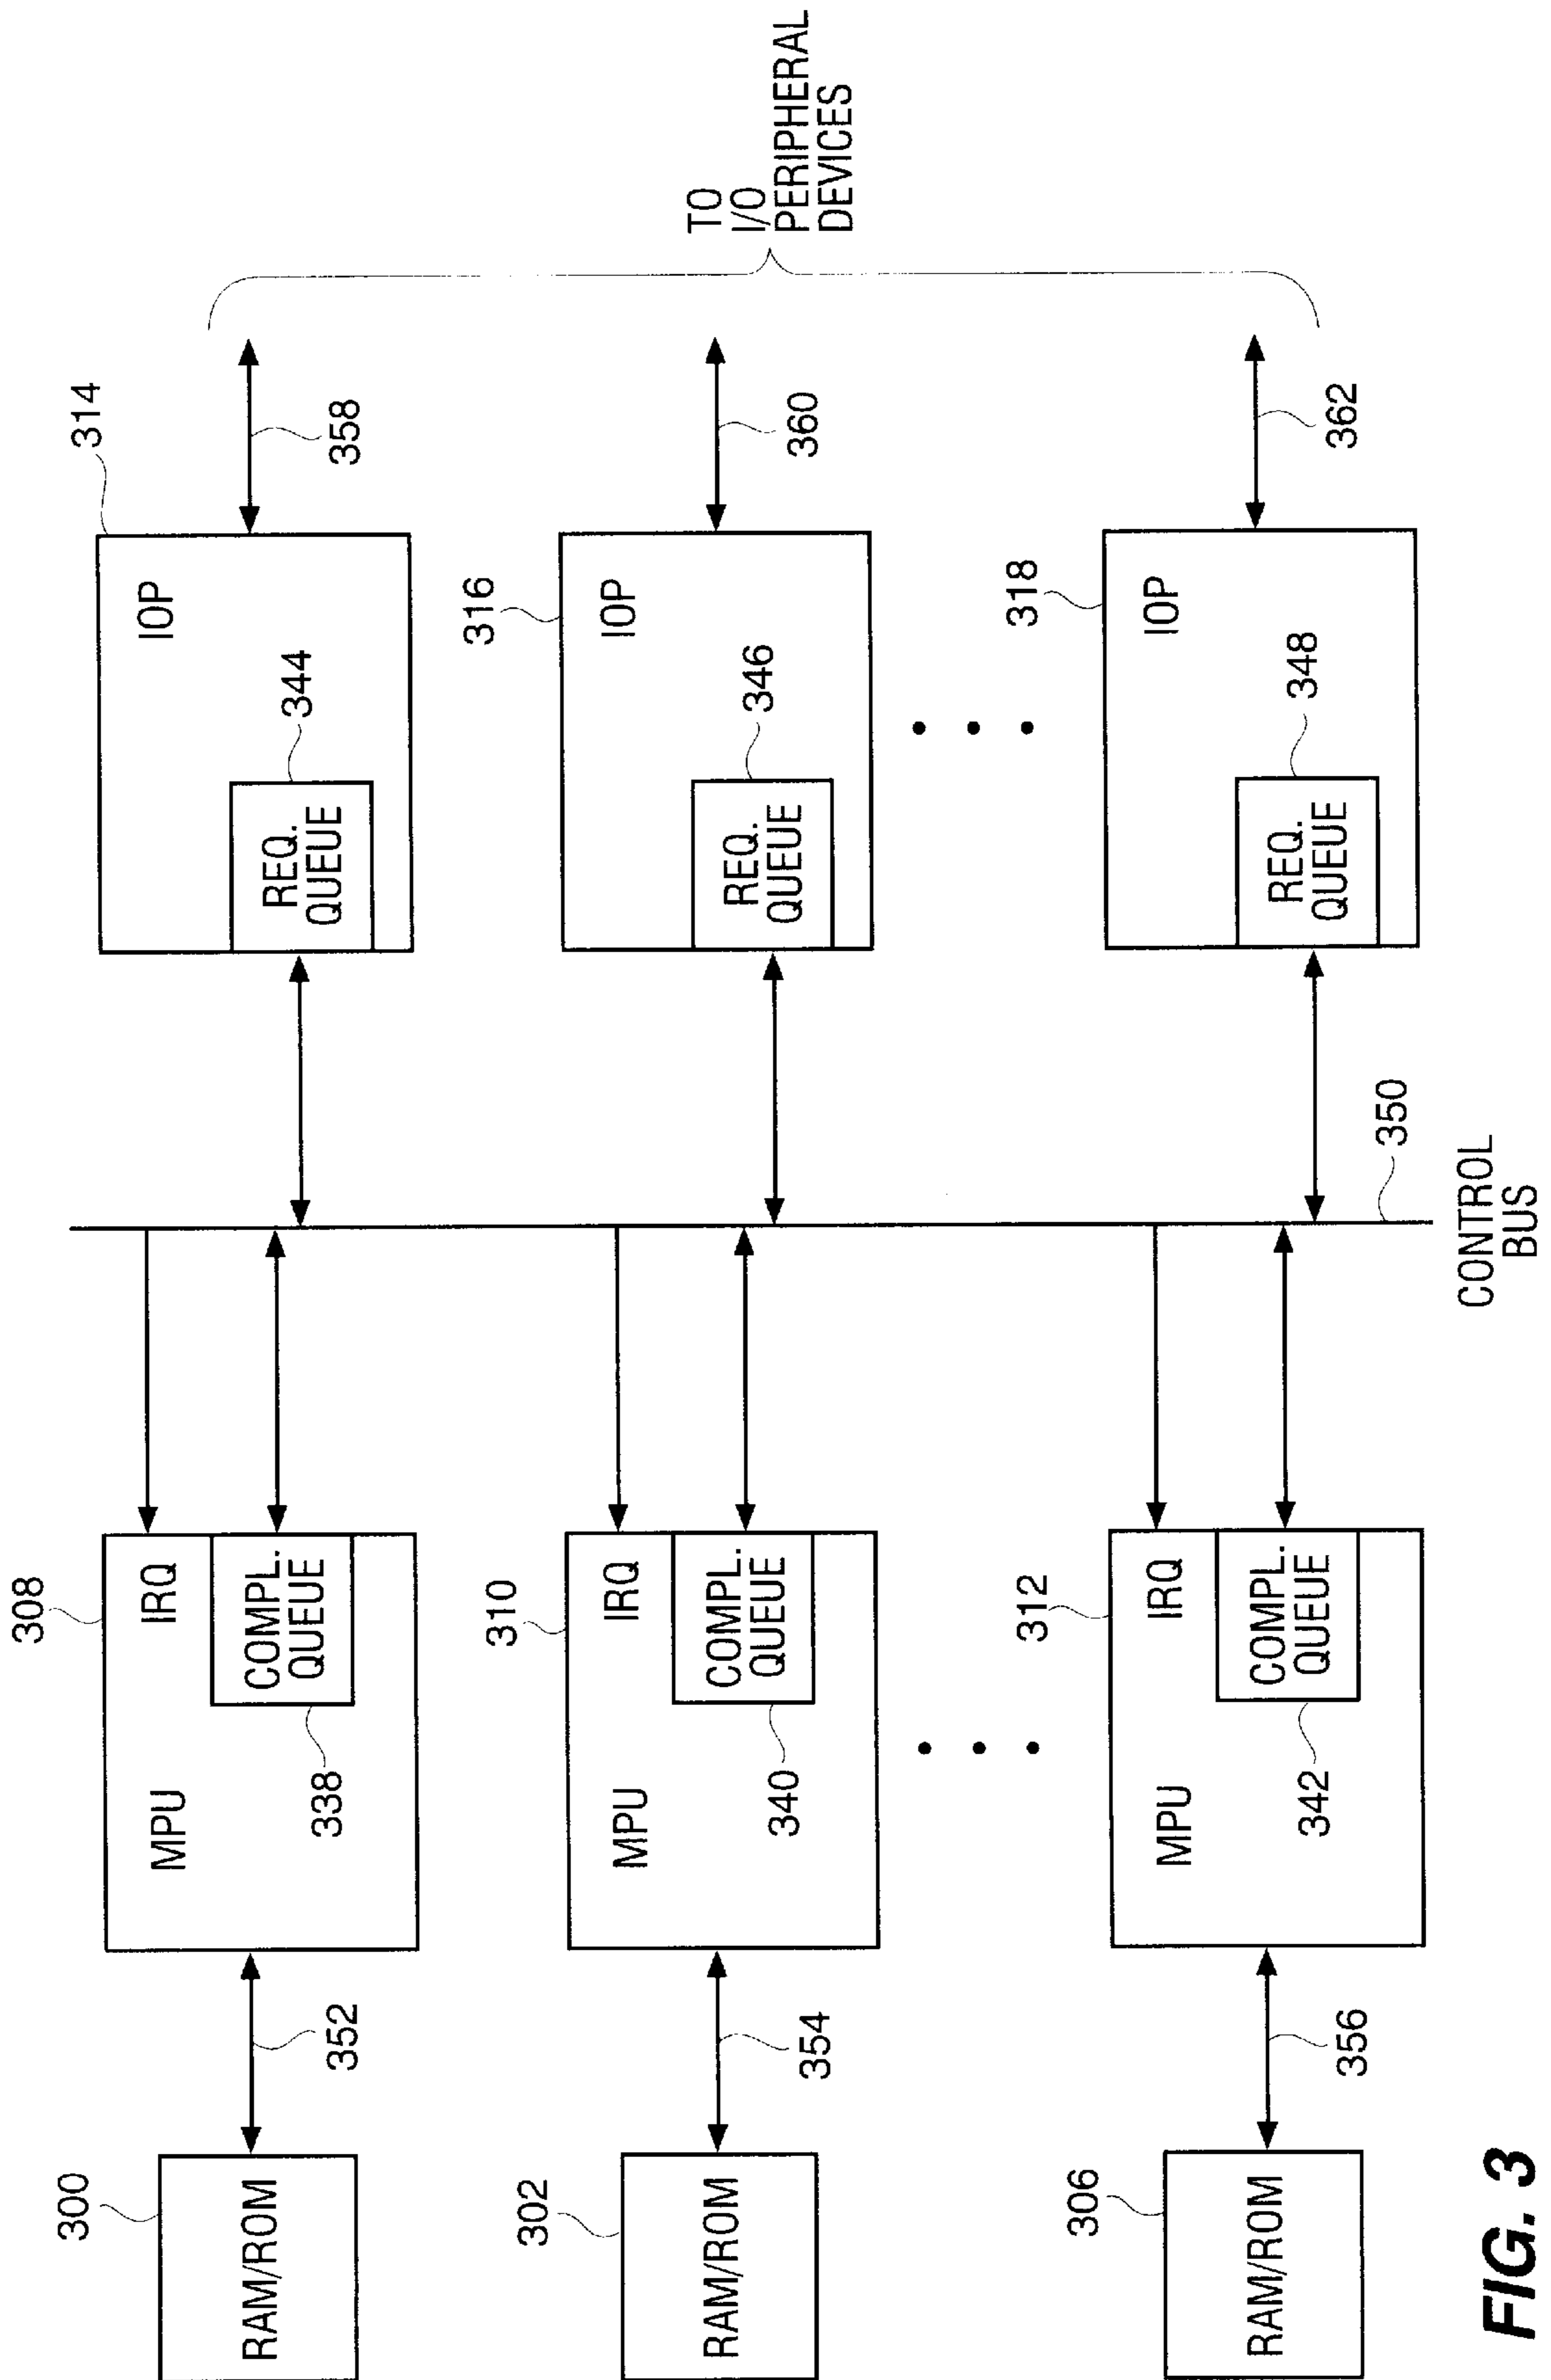 300
RAM/ROM
352
308
MPU
IRQ
COMPL.
QUEUE
338
314
IOP
344
REQ.
QUEUE
358
302
RAM/ROM
354
310
MPU
IRQ
COMPL.
QUEUE
340
316
IOP
346
REQ.
QUEUE
360
TO
I/O
PERIPHERAL
DEVICES
306
RAM/ROM
356
312
MPU
IRQ
COMPL.
QUEUE
342
318
IOP
348
REQ.
QUEUE
362
350
CONTROL
BUS
FIG. 3